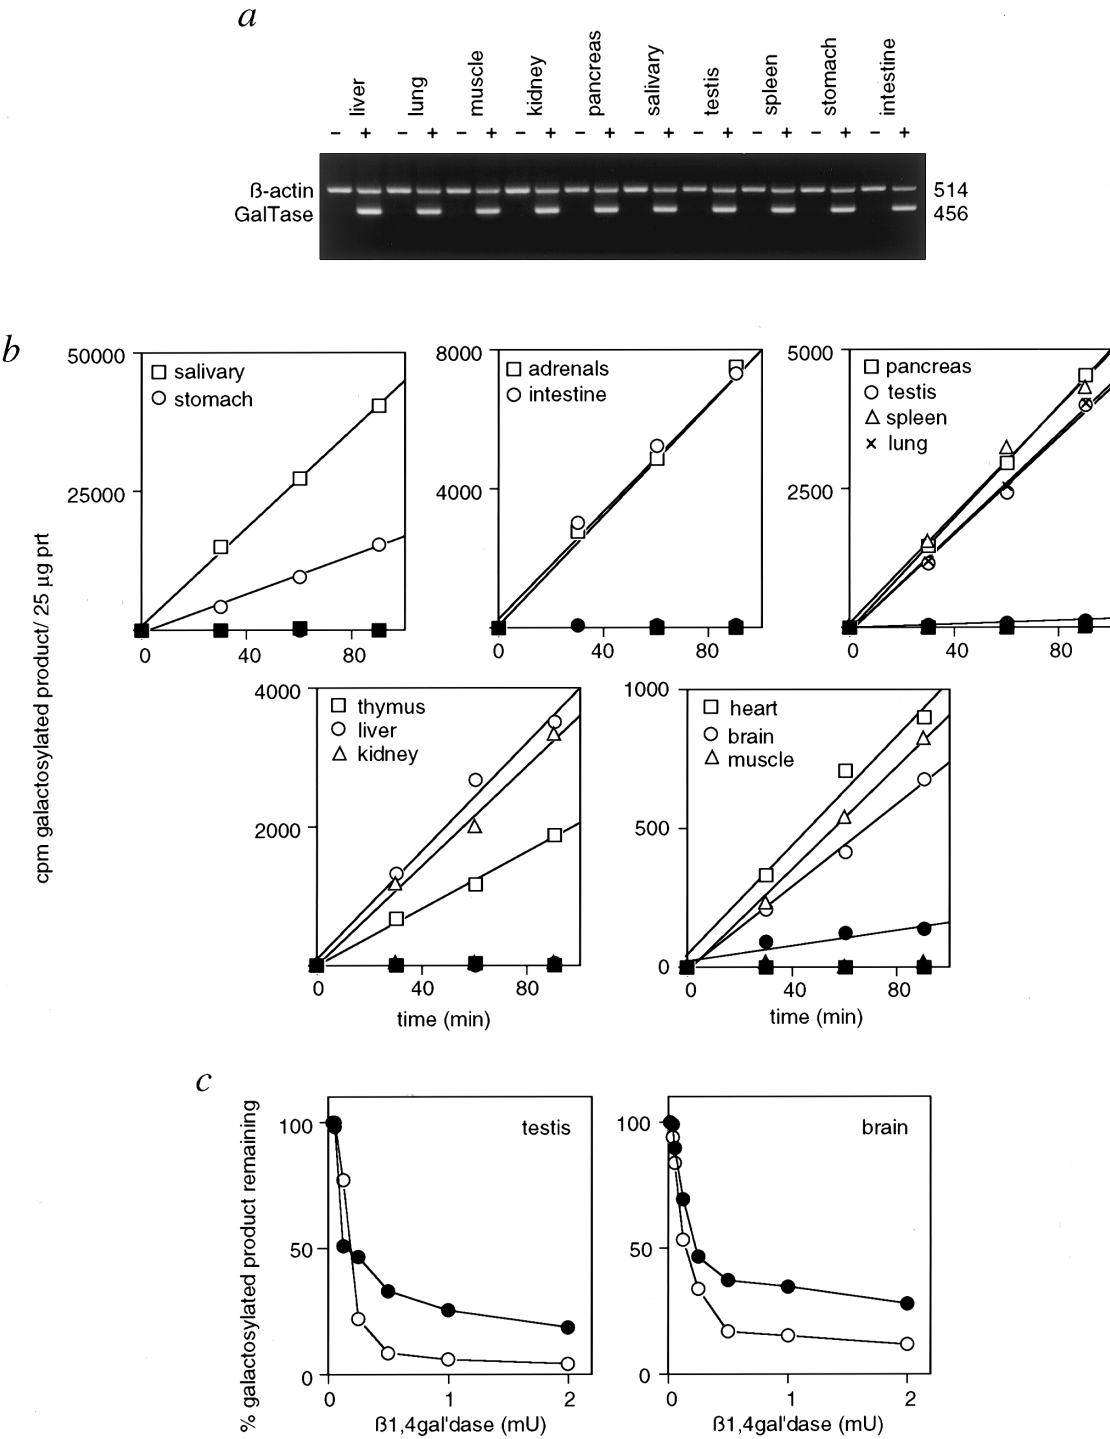 a
liver
lung
muscle
kidney
pancreas
salivary
testis
spleen
stomach
intestine
− + − + − + − + − + − + − + − + − + − +
ß-actin 514
GalTase 456
b
cpm galactosylated product/ 25 µg prt
50000
25000
salivary
stomach
0 40 80
8000
4000
adrenals
intestine
0 40 80
5000
2500
pancreas
testis
spleen
lung
0 40 80
4000
2000
thymus
liver
kidney
0 40 80
time (min)
1000
500
0
heart
brain
muscle
0 40 80
time (min)
c
% galactosylated product remaining
100
50
0
testis
0 1 2
ß1,4gal'dase (mU)
100
50
0
brain
0 1 2
ß1,4gal'dase (mU)